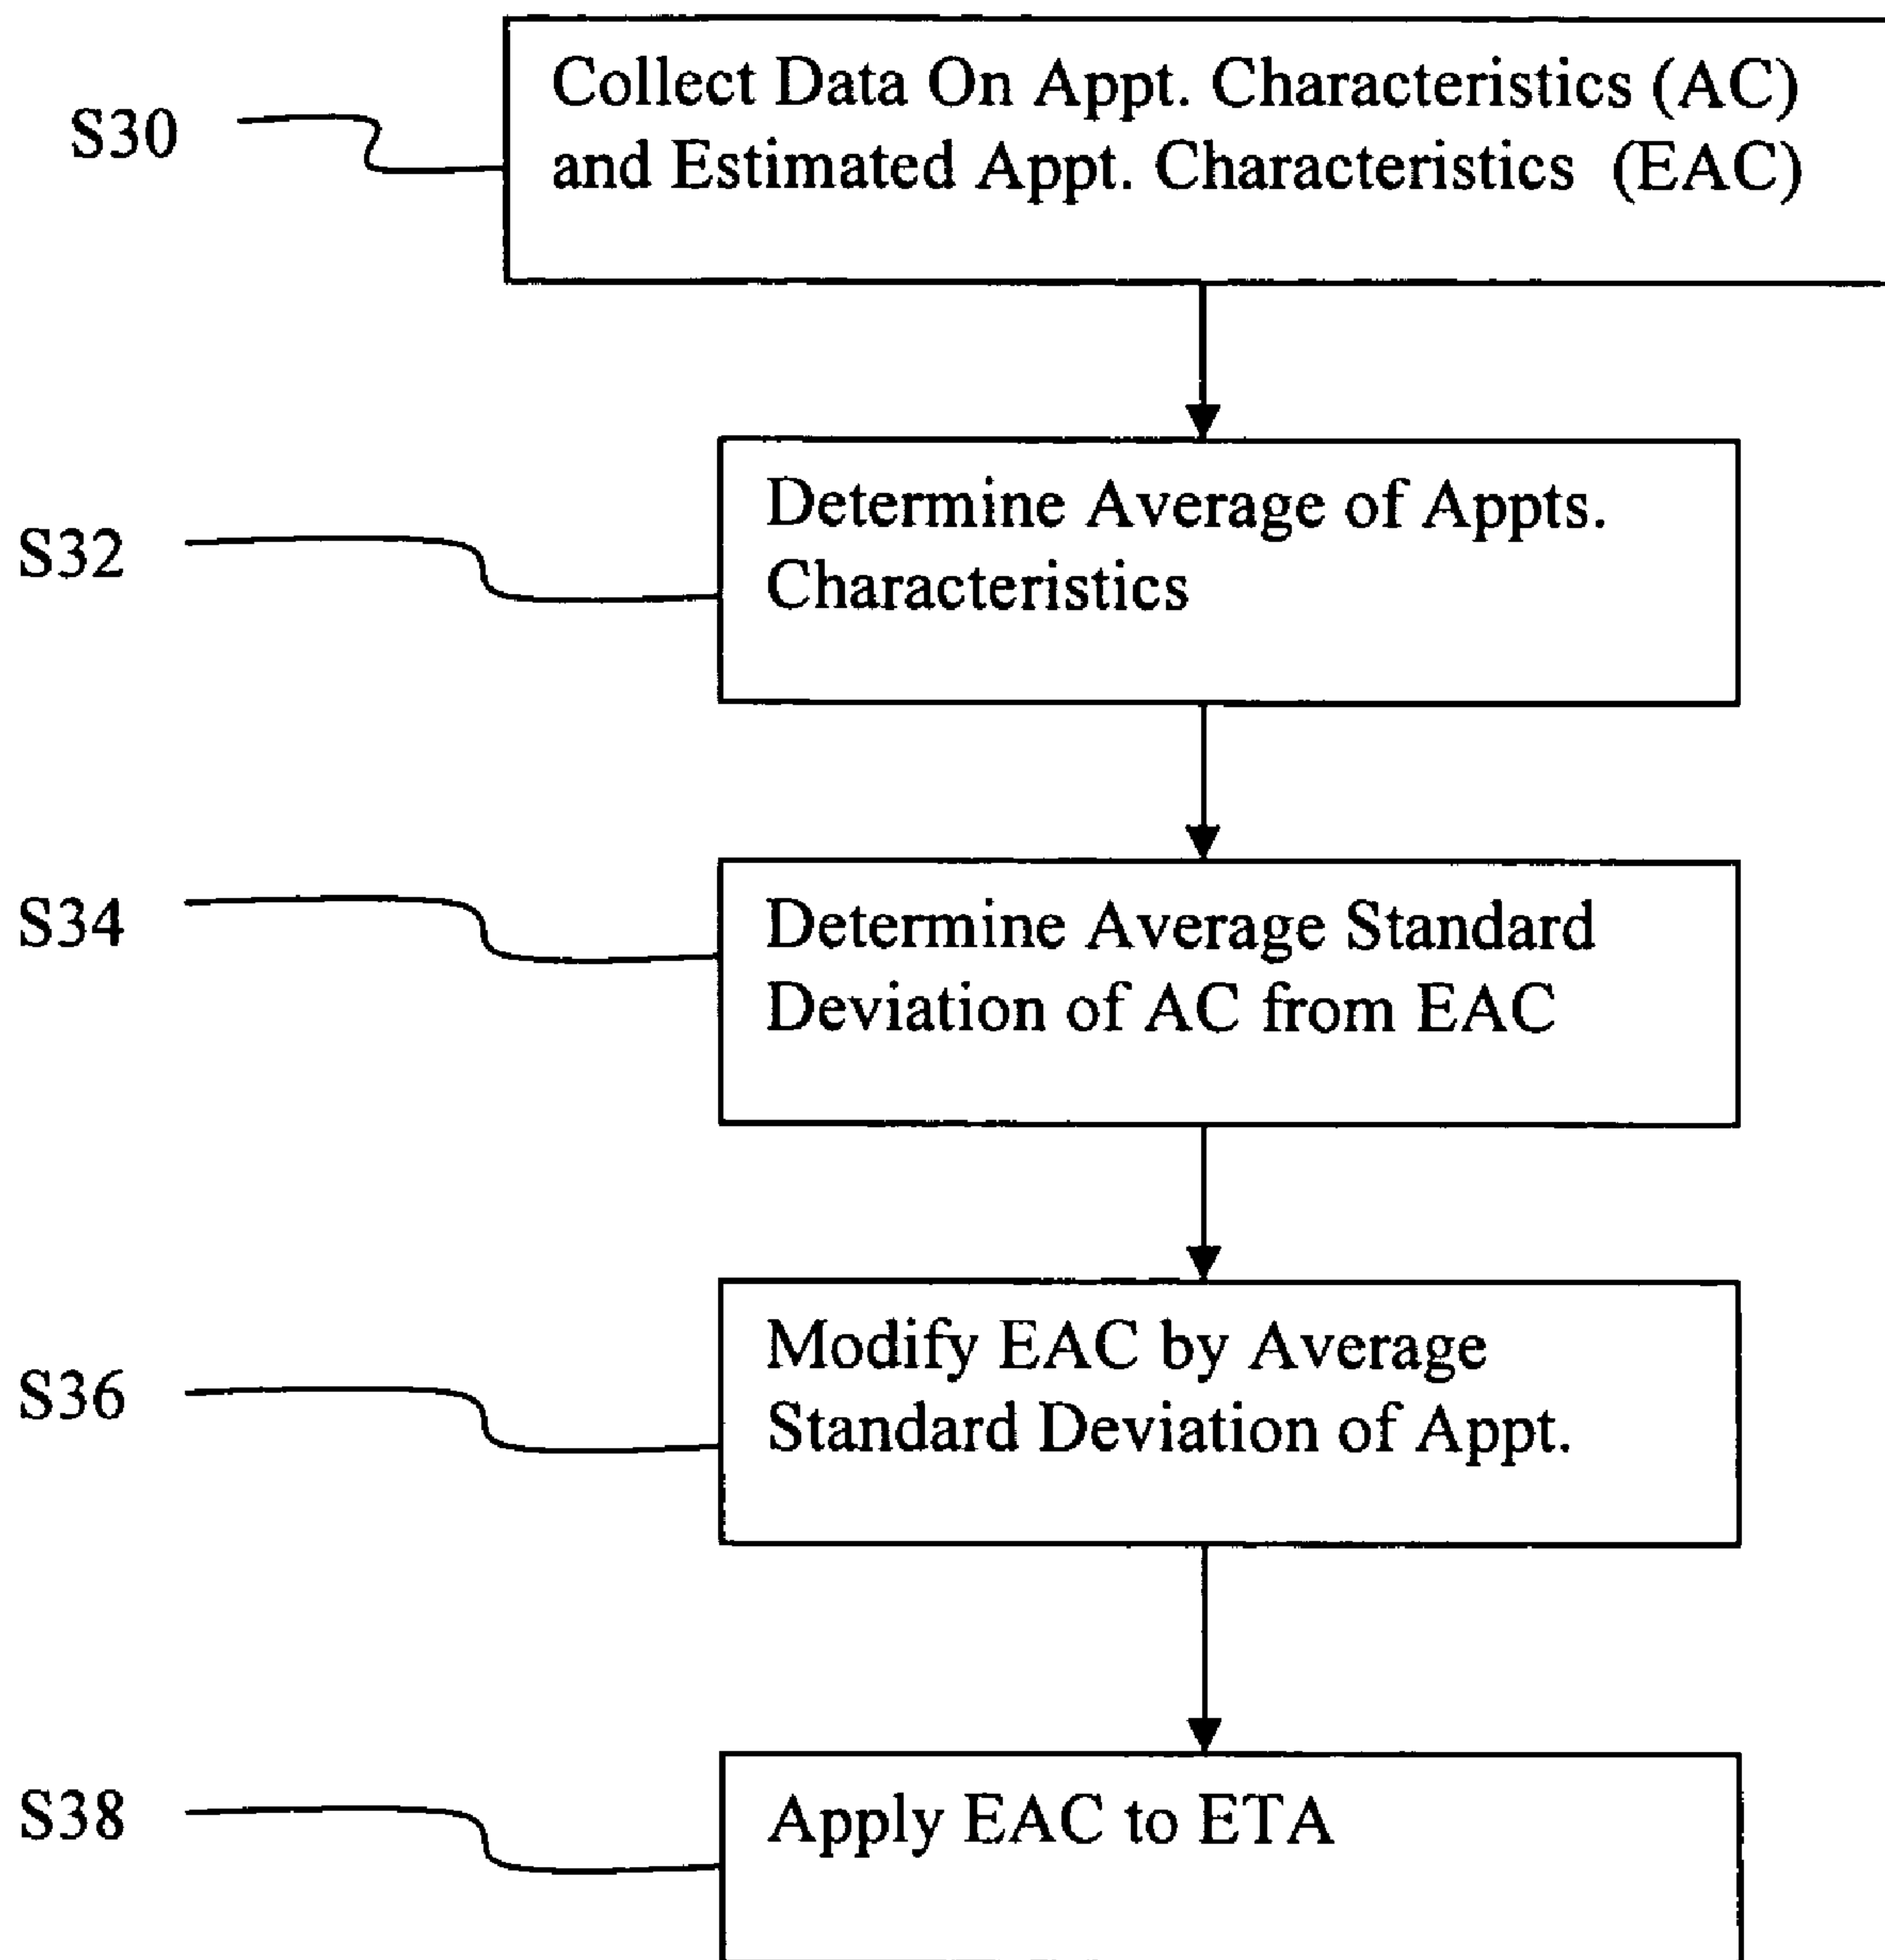 S30
Collect Data On Appt. Characteristics (AC)
and Estimated Appt. Characteristics (EAC)
S32
Determine Average of Appts.
Characteristics
S34
Determine Average Standard
Deviation of AC from EAC
S36
Modify EAC by Average
Standard Deviation of Appt.
S38
Apply EAC to ETA